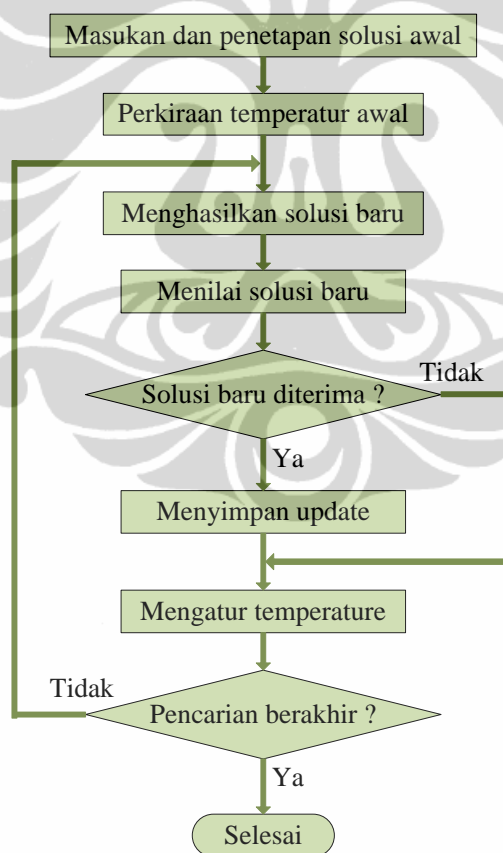 Masukan dan penetapan solusi awal
Perkiraan temperatur awal
Menghasilkan solusi baru
Menilai solusi baru
Solusi baru diterima ?
Tidak
Ya
Menyimpan update
Mengatur temperature
Tidak
Pencarian berakhir ?
Ya
Selesai